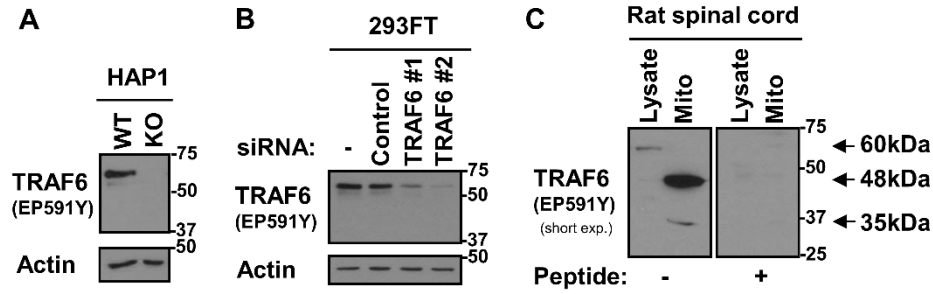 A
HAP1
WT
KO
TRAF6
(EP591Y)
75
50
37
50
Actin
B
293FT
siRNA:
-
Control
TRAF6 #1
TRAF6 #2
TRAF6
(EP591Y)
75
50
37
50
Actin
C
Rat spinal cord
Lysate
Mito
Lysate
Mito
TRAF6
(EP591Y)
(short exp.)
75
50
37
25
60kDa
48kDa
35kDa
Peptide:
-
+